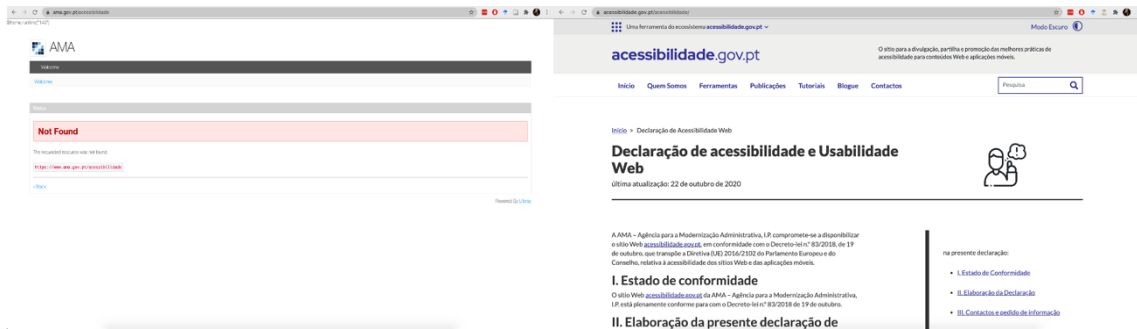 ama.gov.pt/acessibilidade
AMA
Welcome
Welcome
Status
Not Found
The requested resource was not found.
https://www.ama.gov.pt/acessibilidade
Back
Powered By Liferay
acessibilidade.gov.pt/acessibilidade/
Uma ferramenta do ecossistema acessibilidade.gov.pt
Modo Escuro
acessibilidade.gov.pt
O sítio para a divulgação, partilha e promoção das melhores práticas de
acessibilidade para conteúdos Web e aplicações móveis.
Início Quem Somos Ferramentas Publicações Tutoriais Blogue Contactos
Pesquisa
Início > Declaração de Acessibilidade Web
Declaração de acessibilidade e Usabilidade
Web
última atualização: 22 de outubro de 2020
A AMA – Agência para a Modernização Administrativa, I.P. compromete-se a disponibilizar
o sítio Web acessibilidade.gov.pt, em conformidade com o Decreto-lei n.º 83/2018, de 19
de outubro, que transpõe a Diretiva (UE) 2016/2102 do Parlamento Europeu e do
Conselho, relativa à acessibilidade dos sítios Web e das aplicações móveis.
I. Estado de conformidade
O sítio Web acessibilidade.gov.pt da AMA – Agência para a Modernização Administrativa,
I.P. está plenamente conforme para com o Decreto-lei n.º 83/2018 de 19 de outubro.
II. Elaboração da presente declaração de
na presente declaração:
I. Estado de Conformidade
II. Elaboração da Declaração
III. Contactos e pedido de informação